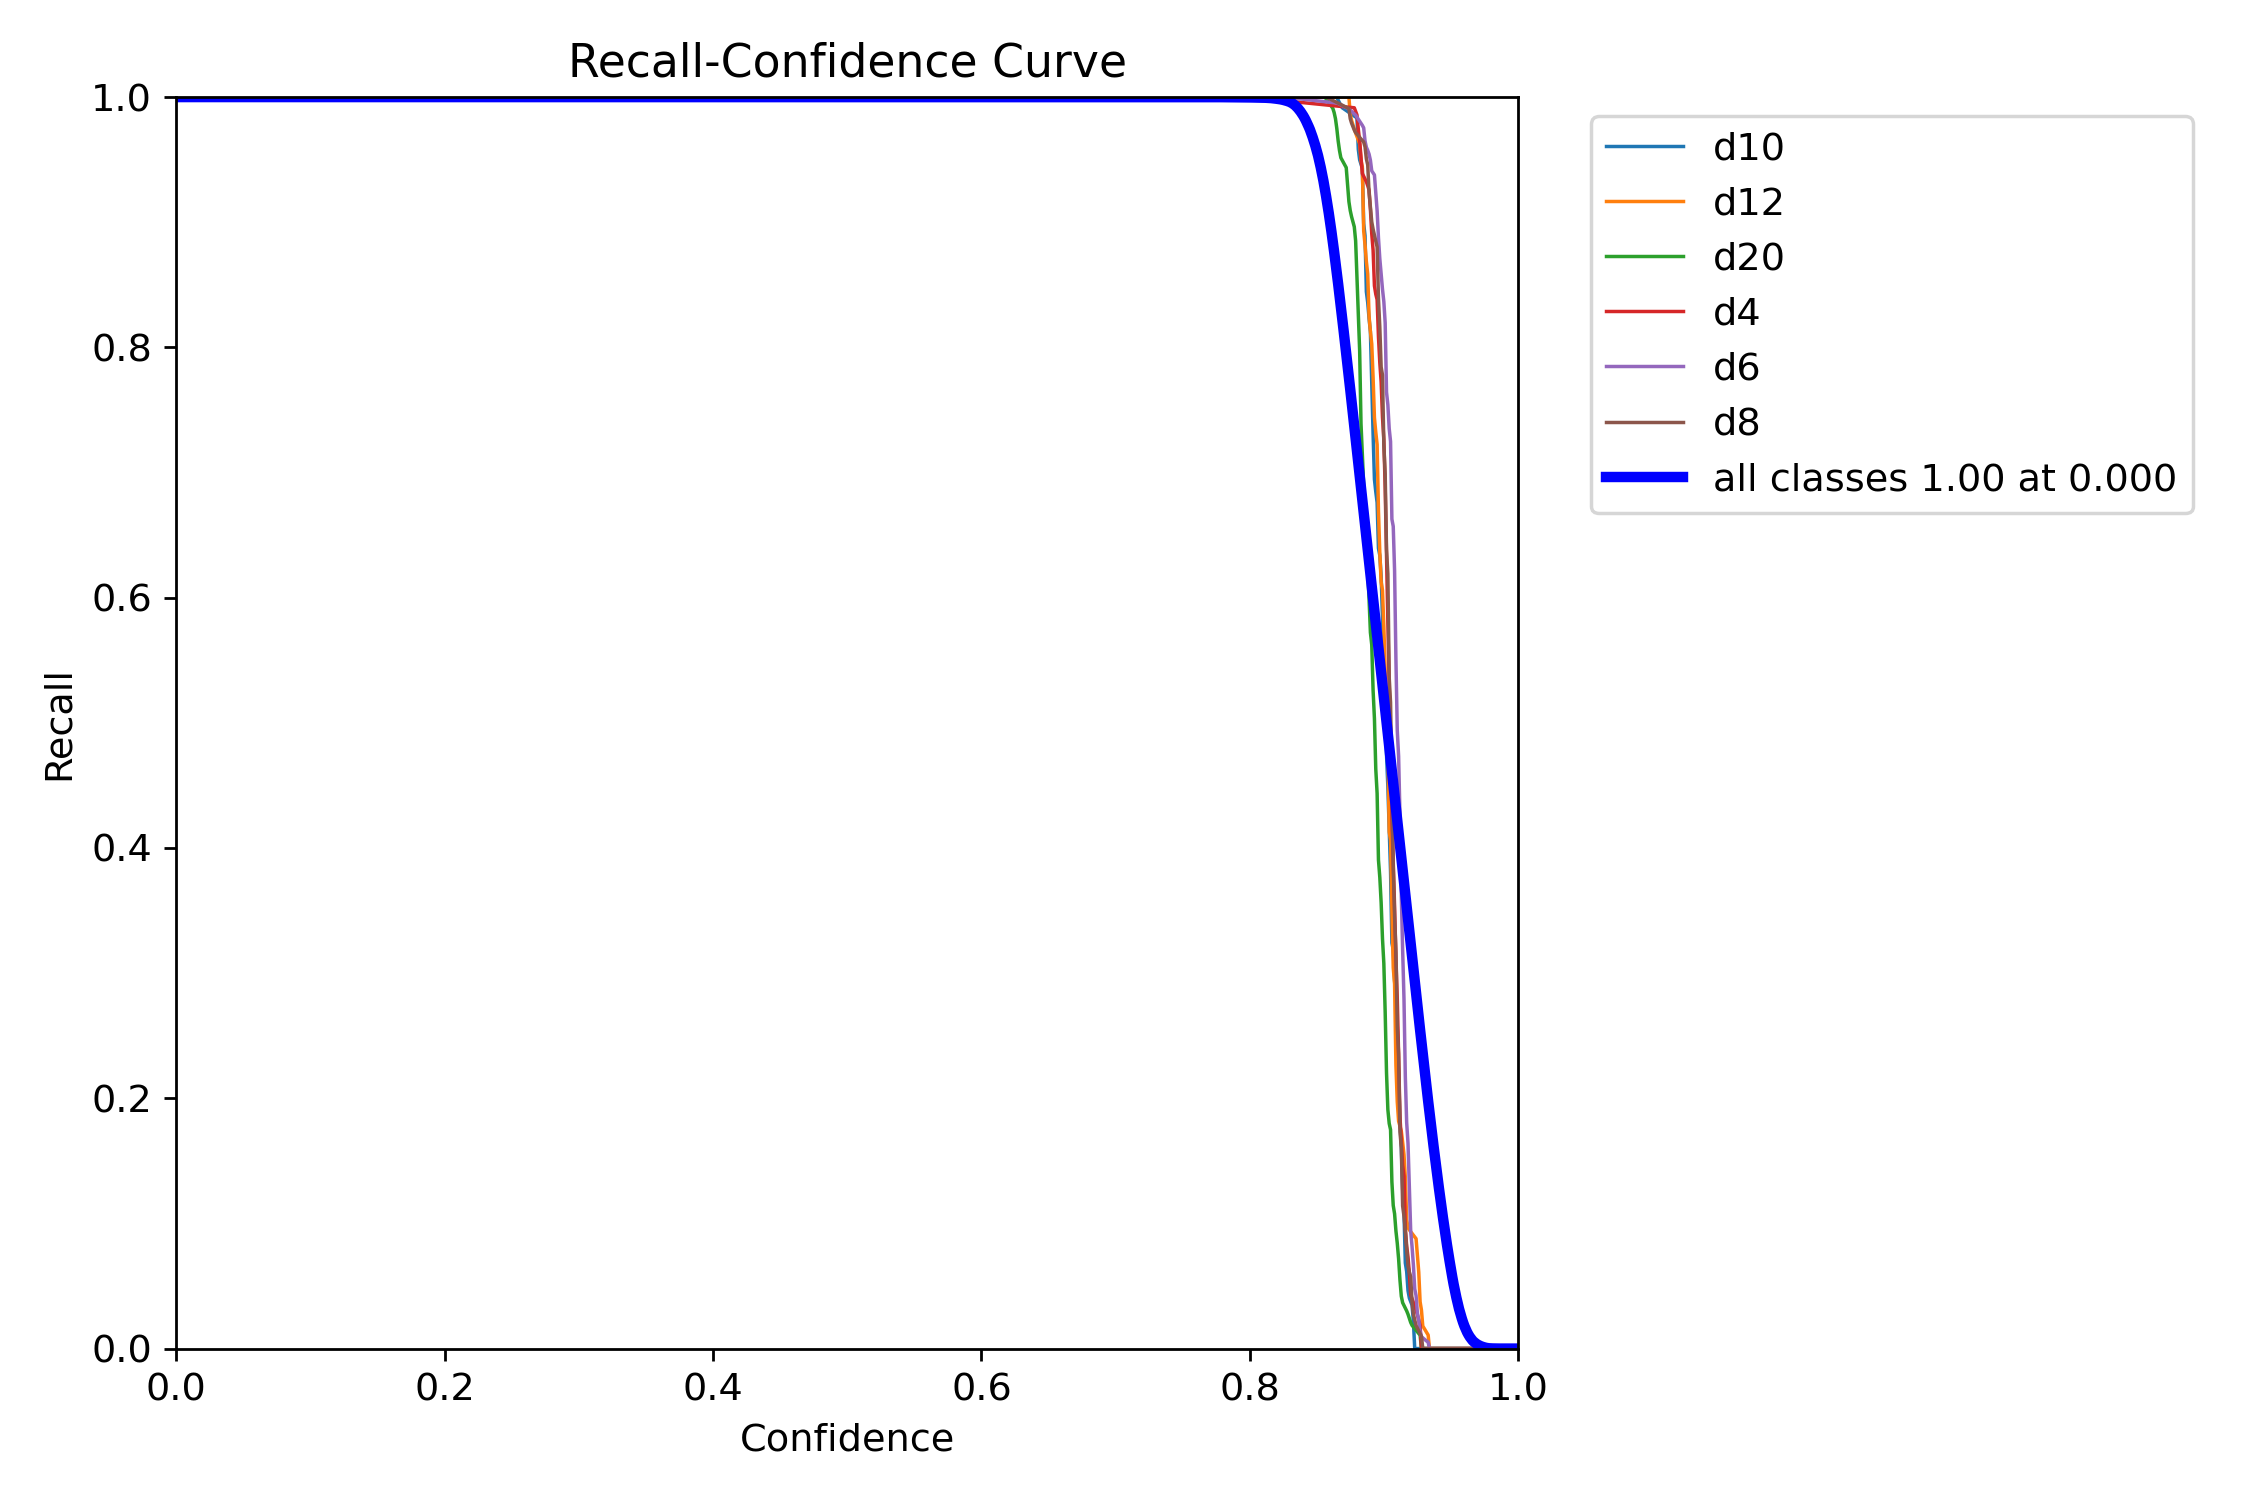 Recall-Confidence Curve
1.0
0.8
0.6
0.4
0.2
0.0
Recall
0.0 0.2 0.4 0.6 0.8 1.0
Confidence
d10
d12
d20
d4
d6
d8
all classes 1.00 at 0.000